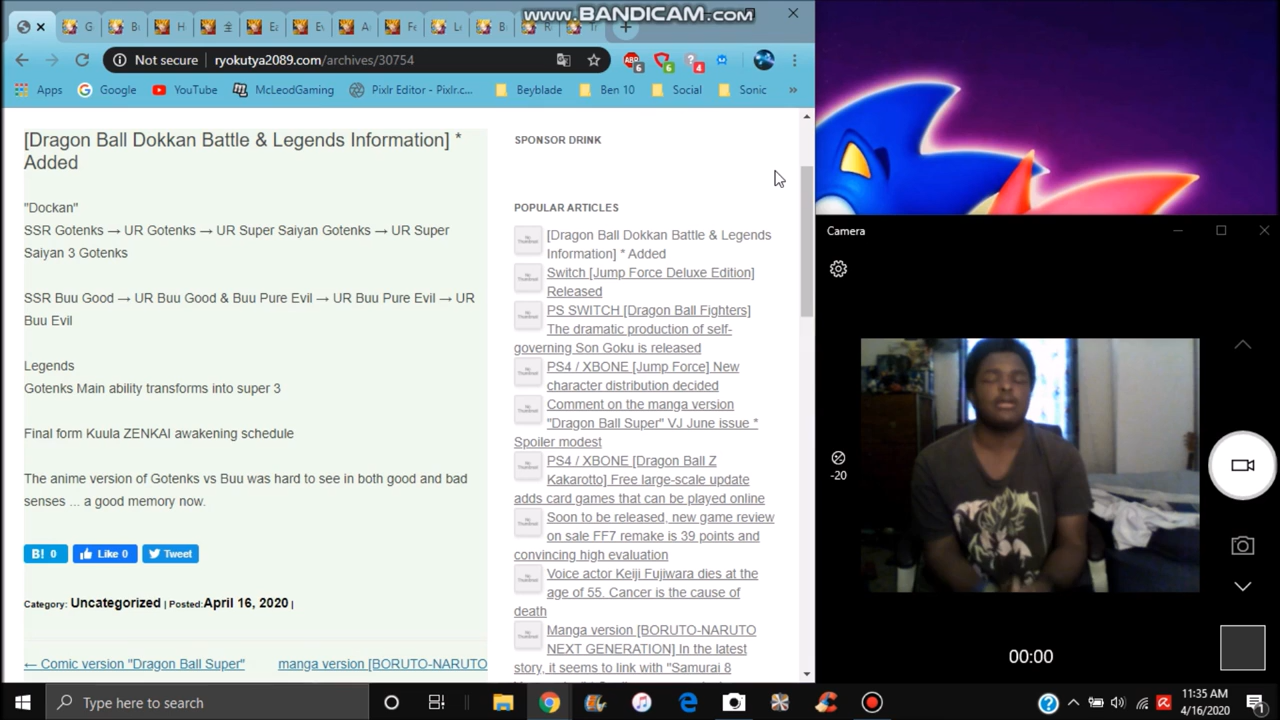 www.BANDICAM.com
Not secure
ryokutya2089.com/archives/30754
Apps
Google
YouTube
McLeodGaming
Pixlr Editor - Pixlr.c...
Beyblade
Ben 10
Social
Sonic
»
[Dragon Ball Dokkan Battle & Legends Information] *
Added
"Dockan"
SSR Gotenks → UR Gotenks → UR Super Saiyan Gotenks → UR Super
Saiyan 3 Gotenks
SSR Buu Good → UR Buu Good & Buu Pure Evil → UR Buu Pure Evil → UR
Buu Evil
Legends
Gotenks Main ability transforms into super 3
Final form Kuula ZENKAI awakening schedule
The anime version of Gotenks vs Buu was hard to see in both good and bad
senses ... a good memory now.
B! 0
Like 0
Tweet
Category: Uncategorized | Posted:April 16, 2020 |
← Comic version "Dragon Ball Super"
manga version [BORUTO-NARUTO
SPONSOR DRINK
POPULAR ARTICLES
[Dragon Ball Dokkan Battle & Legends
Information] * Added
Switch [Jump Force Deluxe Edition]
Released
PS SWITCH [Dragon Ball Fighters]
The dramatic production of self-
governing Son Goku is released
PS4 / XBONE [Jump Force] New
character distribution decided
Comment on the manga version
"Dragon Ball Super" VJ June issue *
Spoiler modest
PS4 / XBONE [Dragon Ball Z
Kakarotto] Free large-scale update
adds card games that can be played online
Soon to be released, new game review
on sale FF7 remake is 39 points and
convincing high evaluation
Voice actor Keiji Fujiwara dies at the
age of 55. Cancer is the cause of
death
Manga version [BORUTO-NARUTO
NEXT GENERATION] In the latest
story, it seems to link with "Samurai 8
Camera
-20
00:00
Type here to search
11:35 AM
4/16/2020